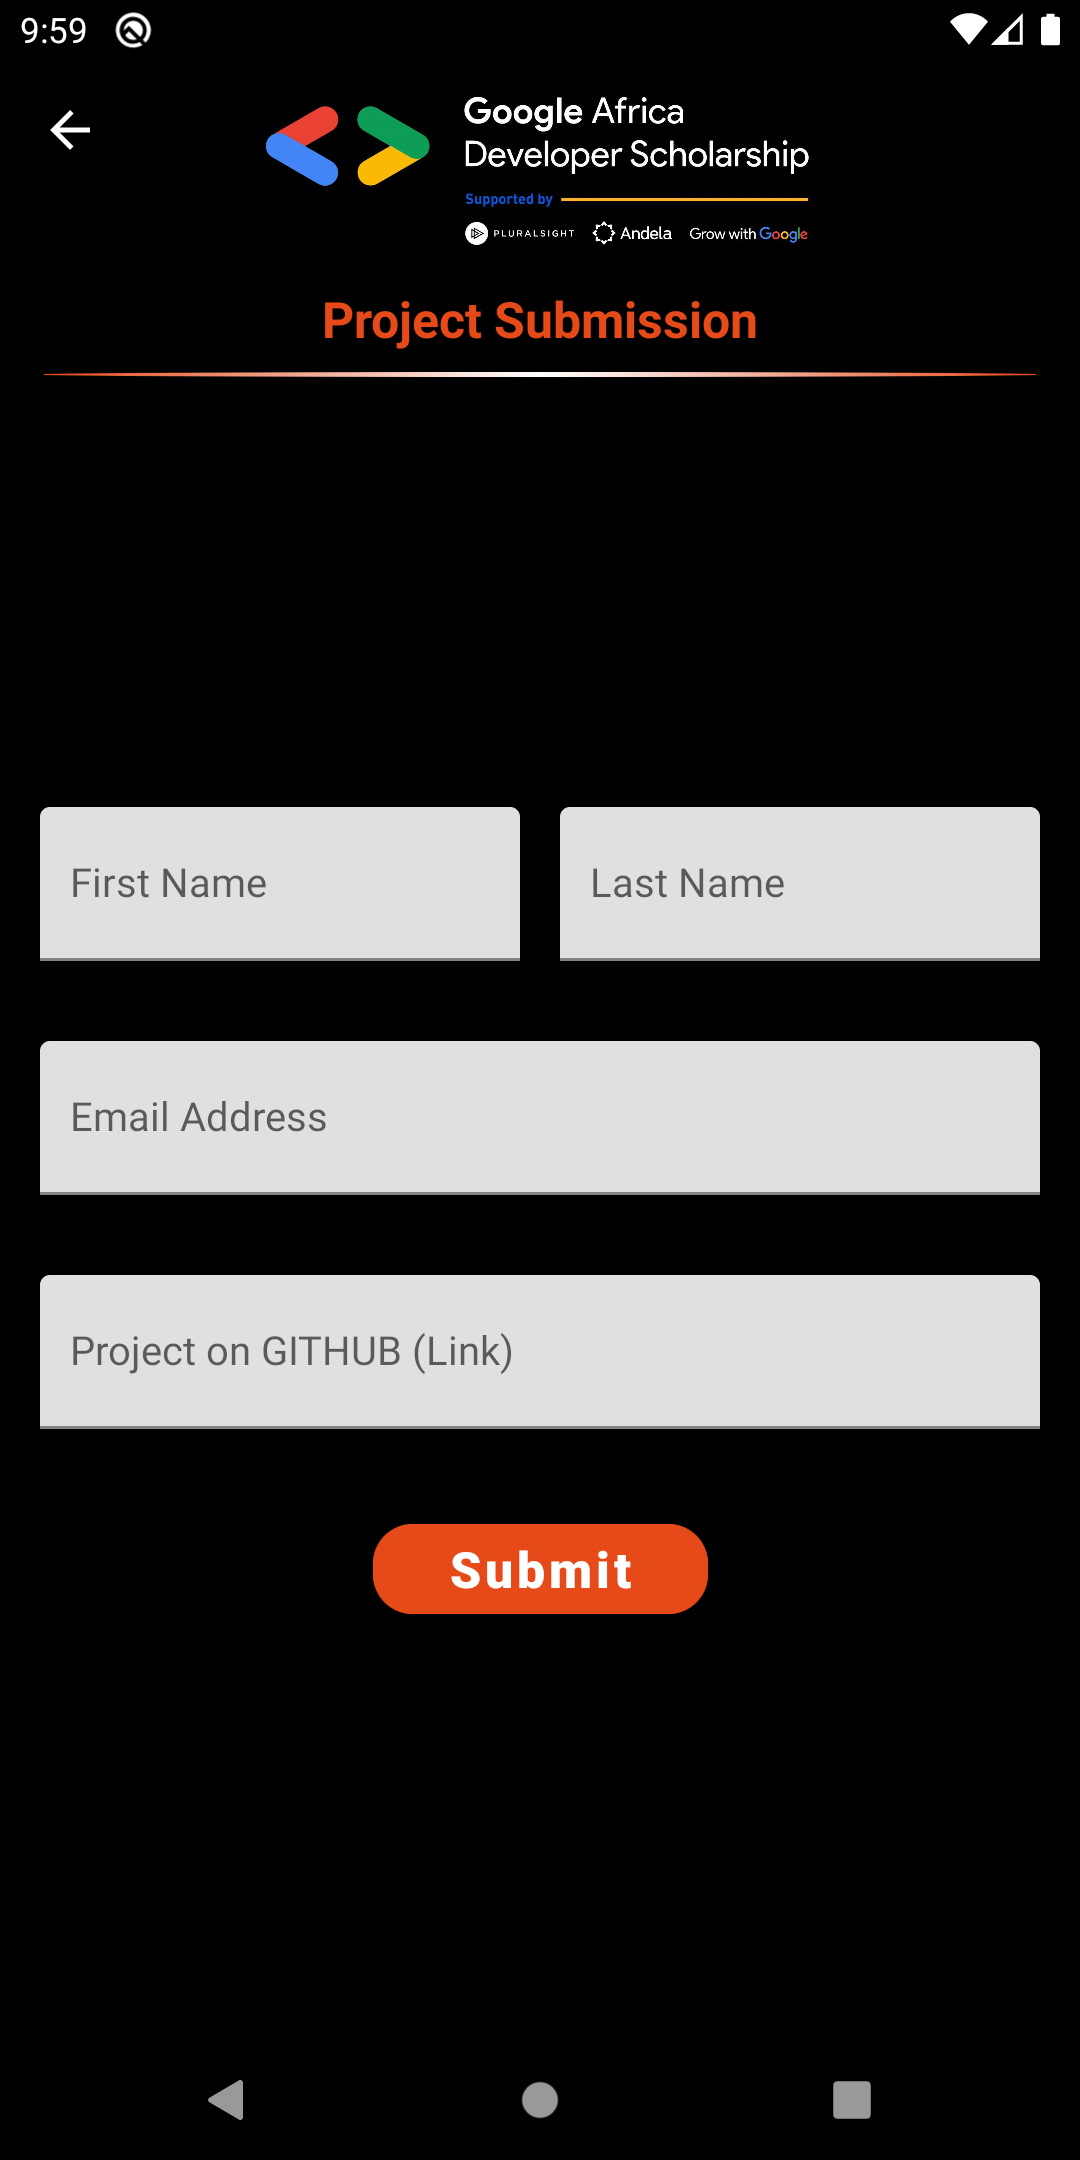 9:59
Google Africa
Developer Scholarship
Supported by
PLURALSIGHT Andela Grow with Google
Project Submission
First Name Last Name
Email Address
Project on GITHUB (Link)
Submit